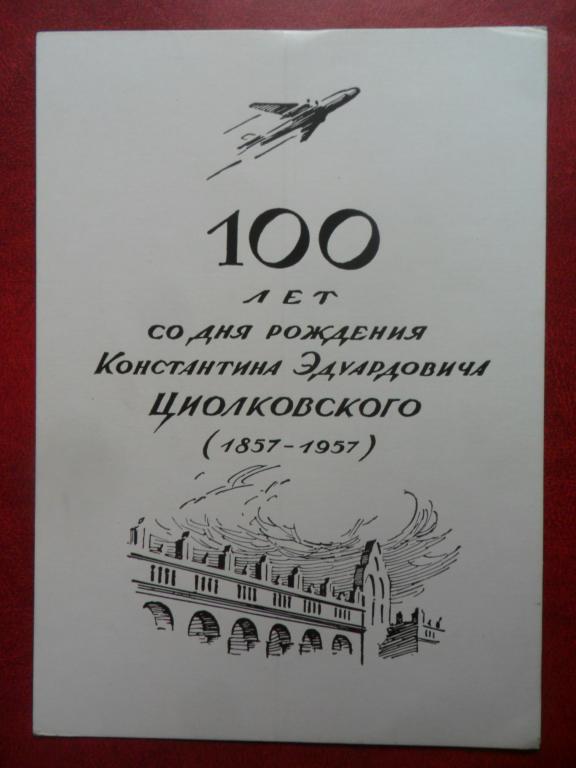 100
ЛЕТ
СО ДНЯ РОЖДЕНИЯ
КОНСТАНТИНА ЭДУАРДОВИЧА
ЦИОЛКОВСКОГО
(1857-1957)